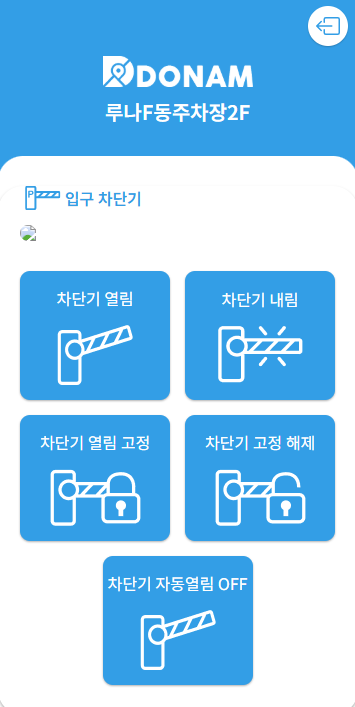 DONAM
루나F동주차장2F
P 입구 차단기
차단기 열림
차단기 내림
차단기 열림 고정
차단기 고정 해제
차단기 자동열림 OFF